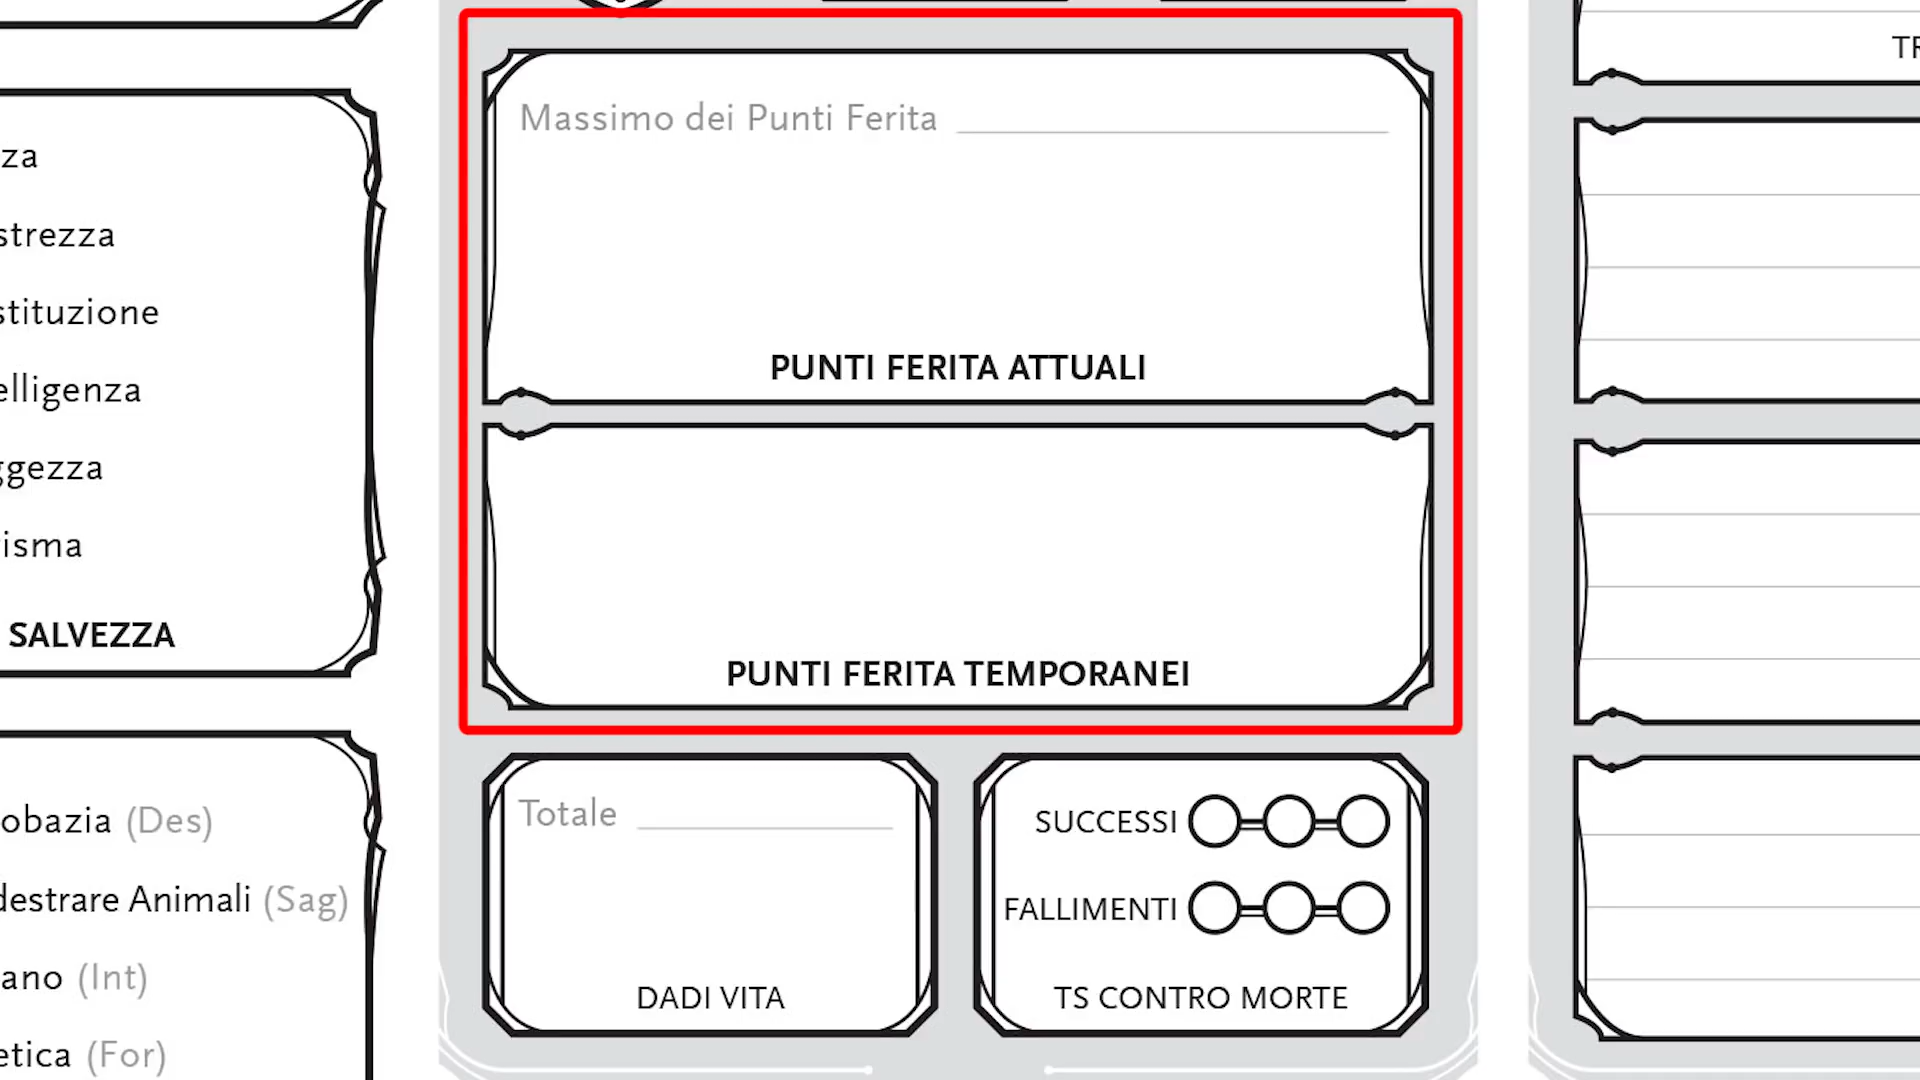 za
strezza
stituzione
elligenza
ggezza
isma
SALVEZZA
obazia (Des)
destrare Animali (Sag)
ano (Int)
etica (For)
Massimo dei Punti Ferita
PUNTI FERITA ATTUALI
PUNTI FERITA TEMPORANEI
Totale
DADI VITA
SUCCESSI
FALLIMENTI
TS CONTRO MORTE
TR